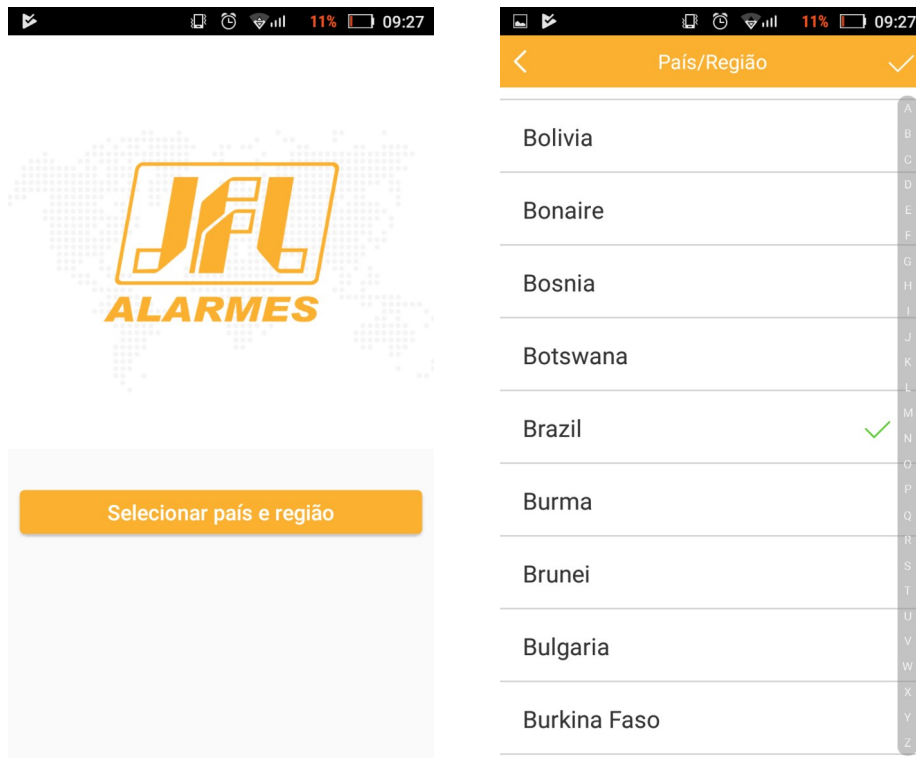 11% 09:27
JFL
ALARMES
Selecionar país e região
11% 09:27
País/Região
Bolivia
Bonaire
Bosnia
Botswana
Brazil
Burma
Brunei
Bulgaria
Burkina Faso
A
B
C
D
E
F
G
H
I
J
K
L
M
N
O
P
Q
R
S
T
U
V
W
X
Y
Z